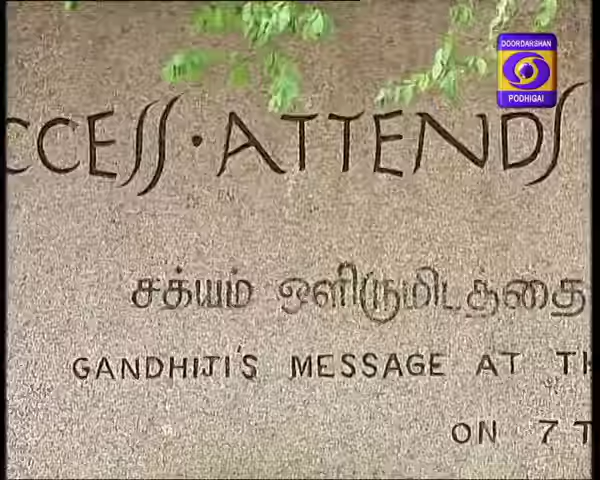 DOORDARSHAN
PODHIGAI
CCESS · ATTENDS
சத்யம் ஒளிருமிடத்தை
GANDHIJI'S MESSAGE AT TH
ON 7T